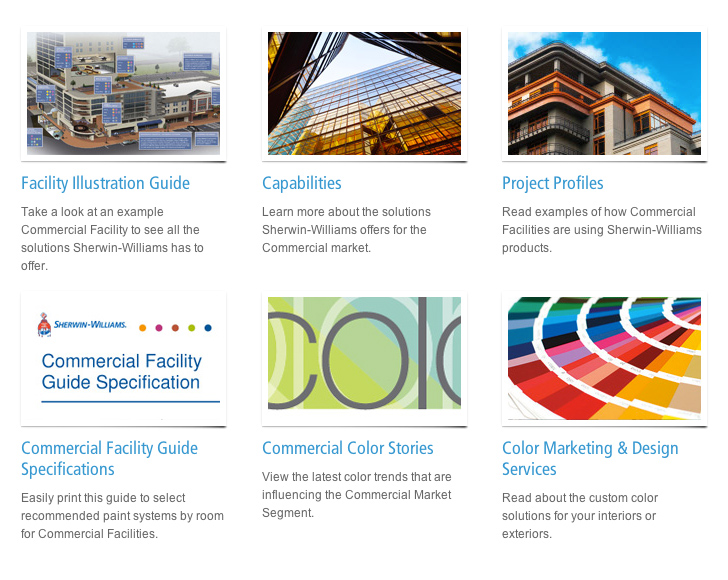 Facility Illustration Guide
Take a look at an example
Commercial Facility to see all the
solutions Sherwin-Williams has to
offer.
Capabilities
Learn more about the solutions
Sherwin-Williams offers for the
Commercial market.
Project Profiles
Read examples of how Commercial
Facilities are using Sherwin-Williams
products.
SHERWIN-WILLIAMS.
Commercial Facility
Guide Specification
Commercial Facility Guide
Specifications
Easily print this guide to select
recommended paint systems by room
for Commercial Facilities.
colo
Commercial Color Stories
View the latest color trends that are
influencing the Commercial Market
Segment.
Color Marketing & Design
Services
Read about the custom color
solutions for your interiors or
exteriors.